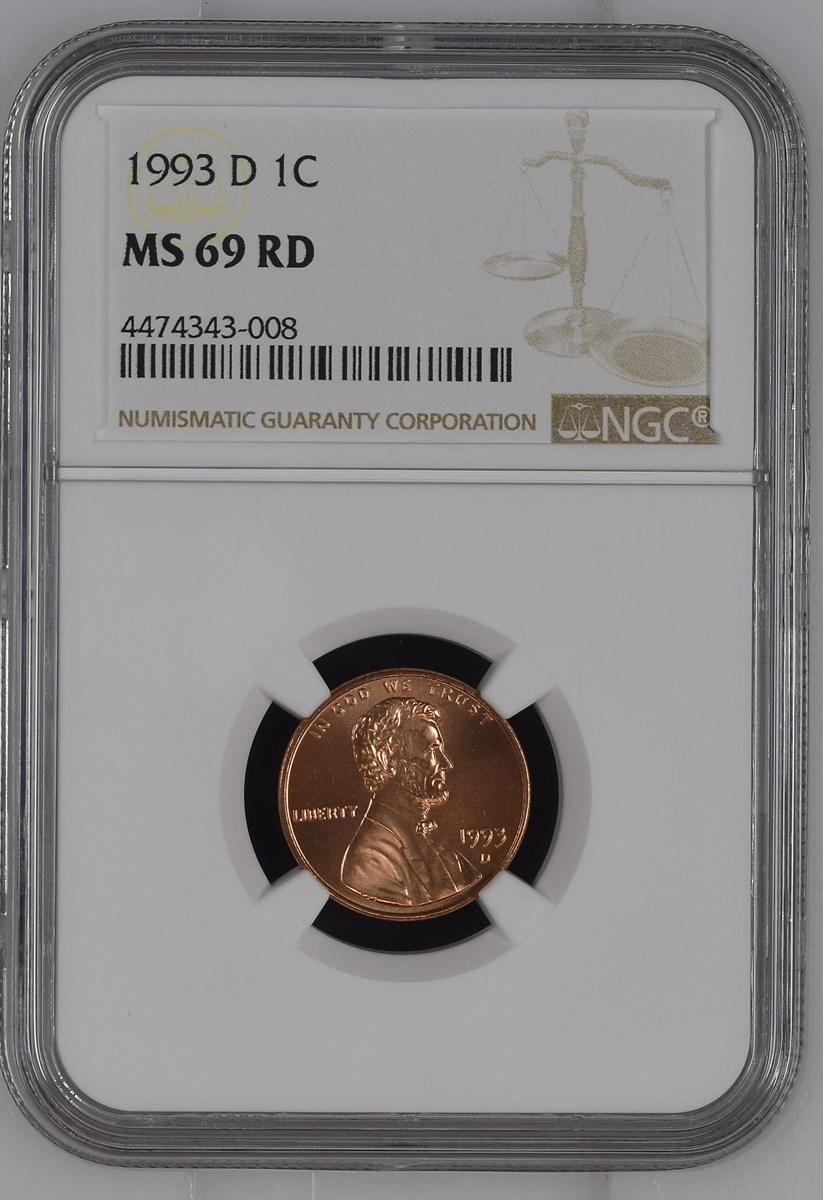 1993 D 1C
MS 69 RD
4474343-008
NUMISMATIC GUARANTY CORPORATION
NGC®
IN GOD WE TRUST
LIBERTY
1993
D